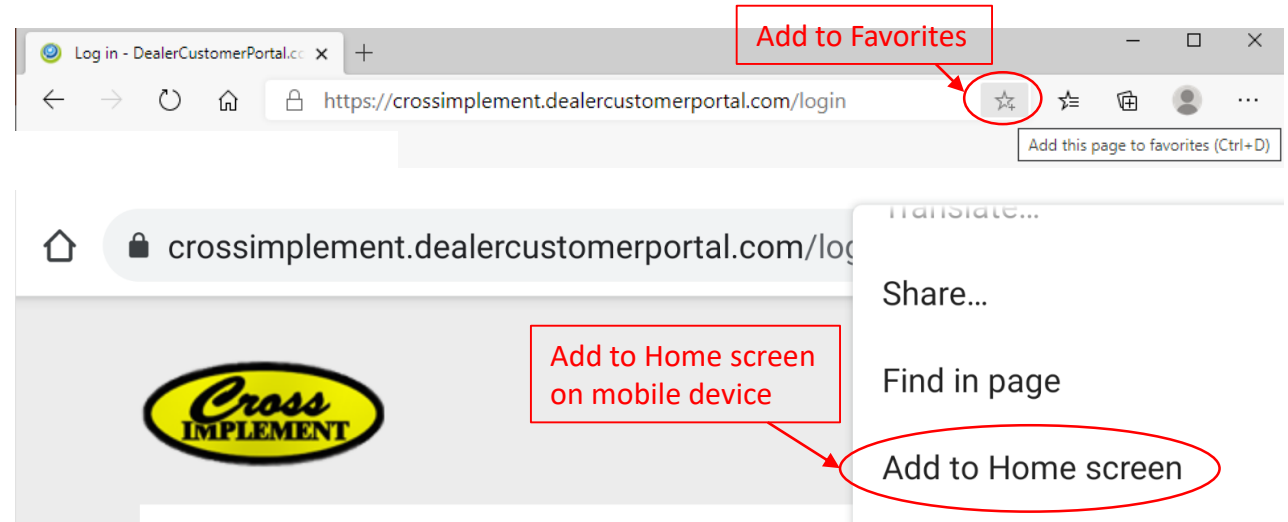 Add to Favorites
Log in - DealerCustomerPortal.cc
https://crossimplement.dealercustomerportal.com/login
Add this page to favorites (Ctrl+D)
Translate...
crossimplement.dealercustomerportal.com/log
Share...
Add to Home screen
on mobile device
Find in page
Cross
IMPLEMENT
Add to Home screen